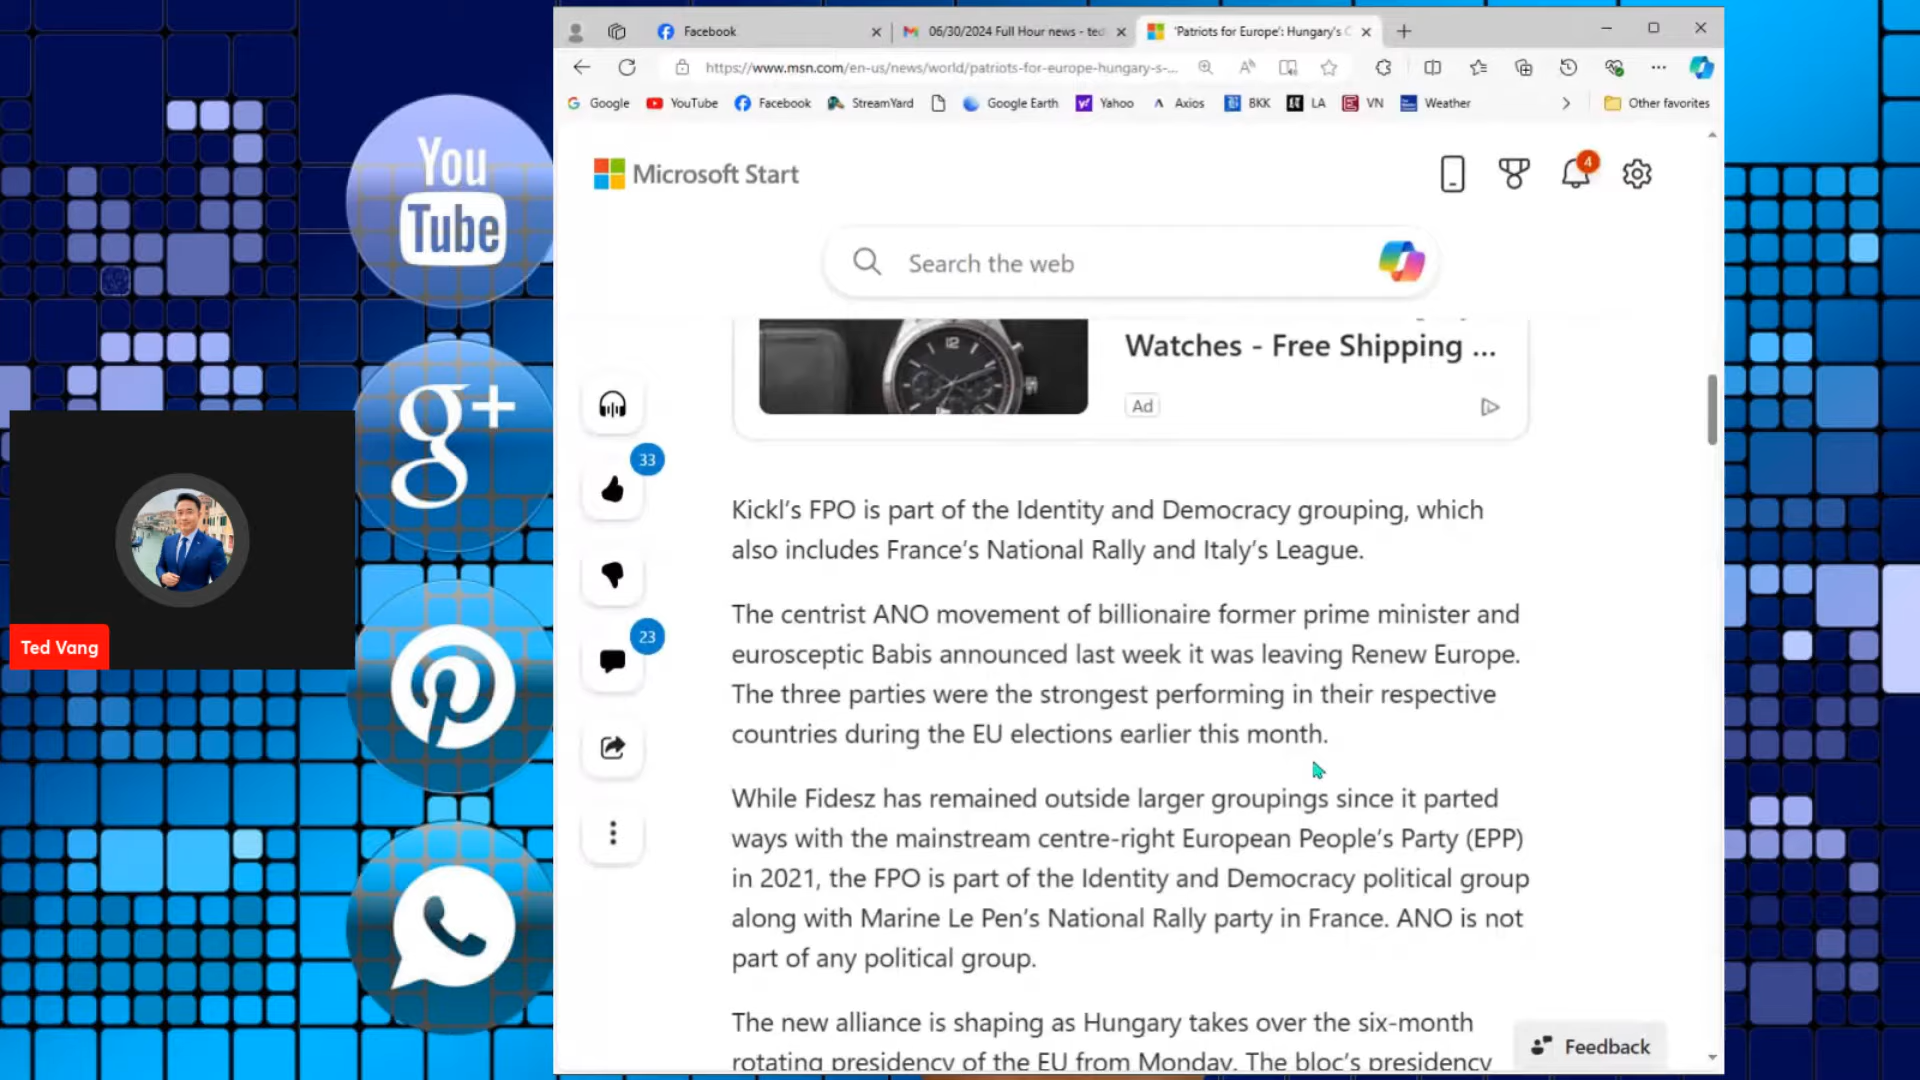 Facebook
06/30/2024 Full Hour news - ted
'Patriots for Europe': Hungary's C
https://www.msn.com/en-us/news/world/patriots-for-europe-hungary-s-...
Google
YouTube
Facebook
StreamYard
Google Earth
Yahoo
Axios
BKK
LA
VN
Weather
Other favorites
Microsoft Start
4
Search the web
Watches - Free Shipping ...
Ad
33
23
Kickl's FPO is part of the Identity and Democracy grouping, which
also includes France's National Rally and Italy's League.
The centrist ANO movement of billionaire former prime minister and
eurosceptic Babis announced last week it was leaving Renew Europe.
The three parties were the strongest performing in their respective
countries during the EU elections earlier this month.
While Fidesz has remained outside larger groupings since it parted
ways with the mainstream centre-right European People's Party (EPP)
in 2021, the FPO is part of the Identity and Democracy political group
along with Marine Le Pen's National Rally party in France. ANO is not
part of any political group.
The new alliance is shaping as Hungary takes over the six-month
rotating presidency of the EU from Monday. The bloc's presidency
Feedback
You
Tube
g+
Ted Vang